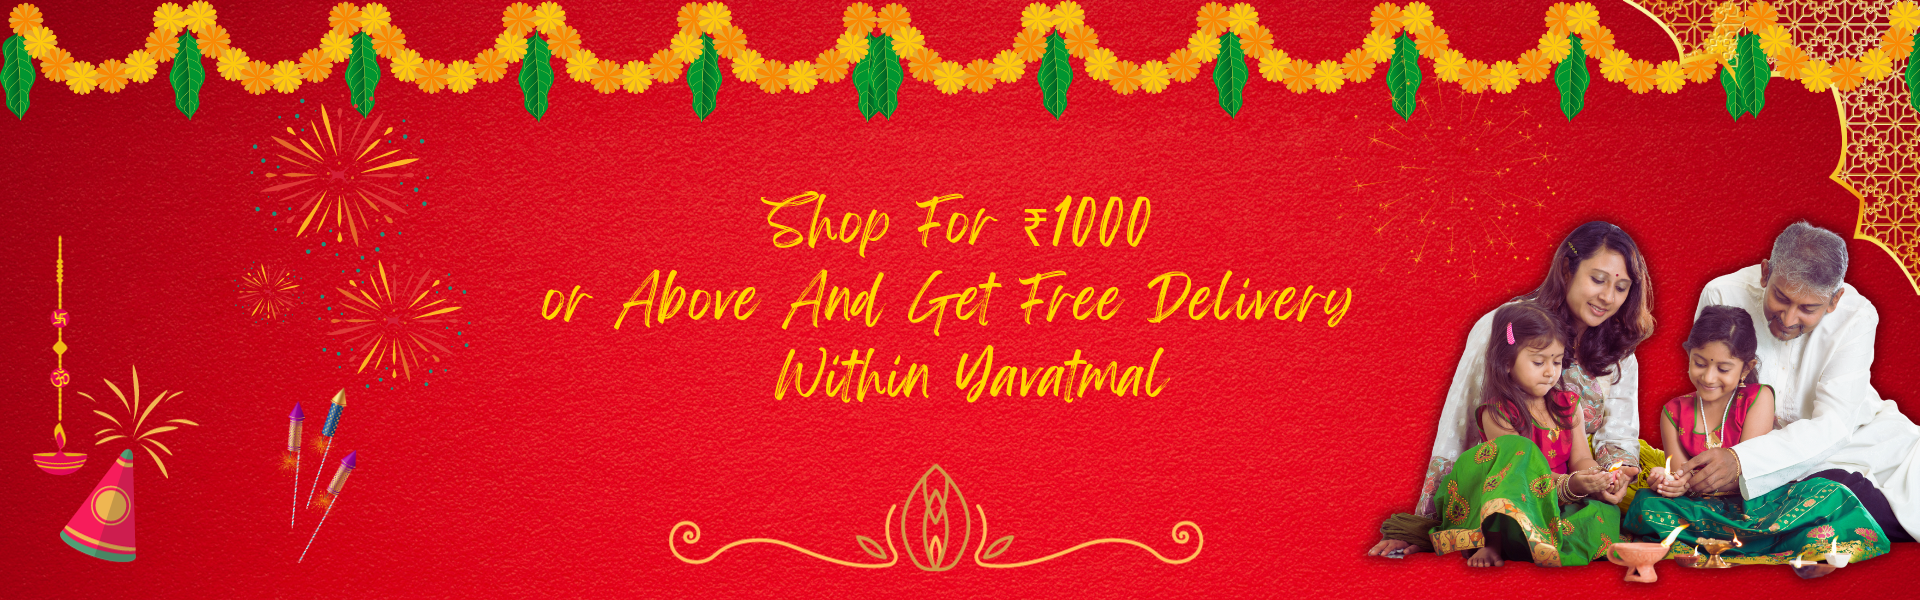 Shop For ₹1000
or Above And Get Free Delivery
Within Yavatmal